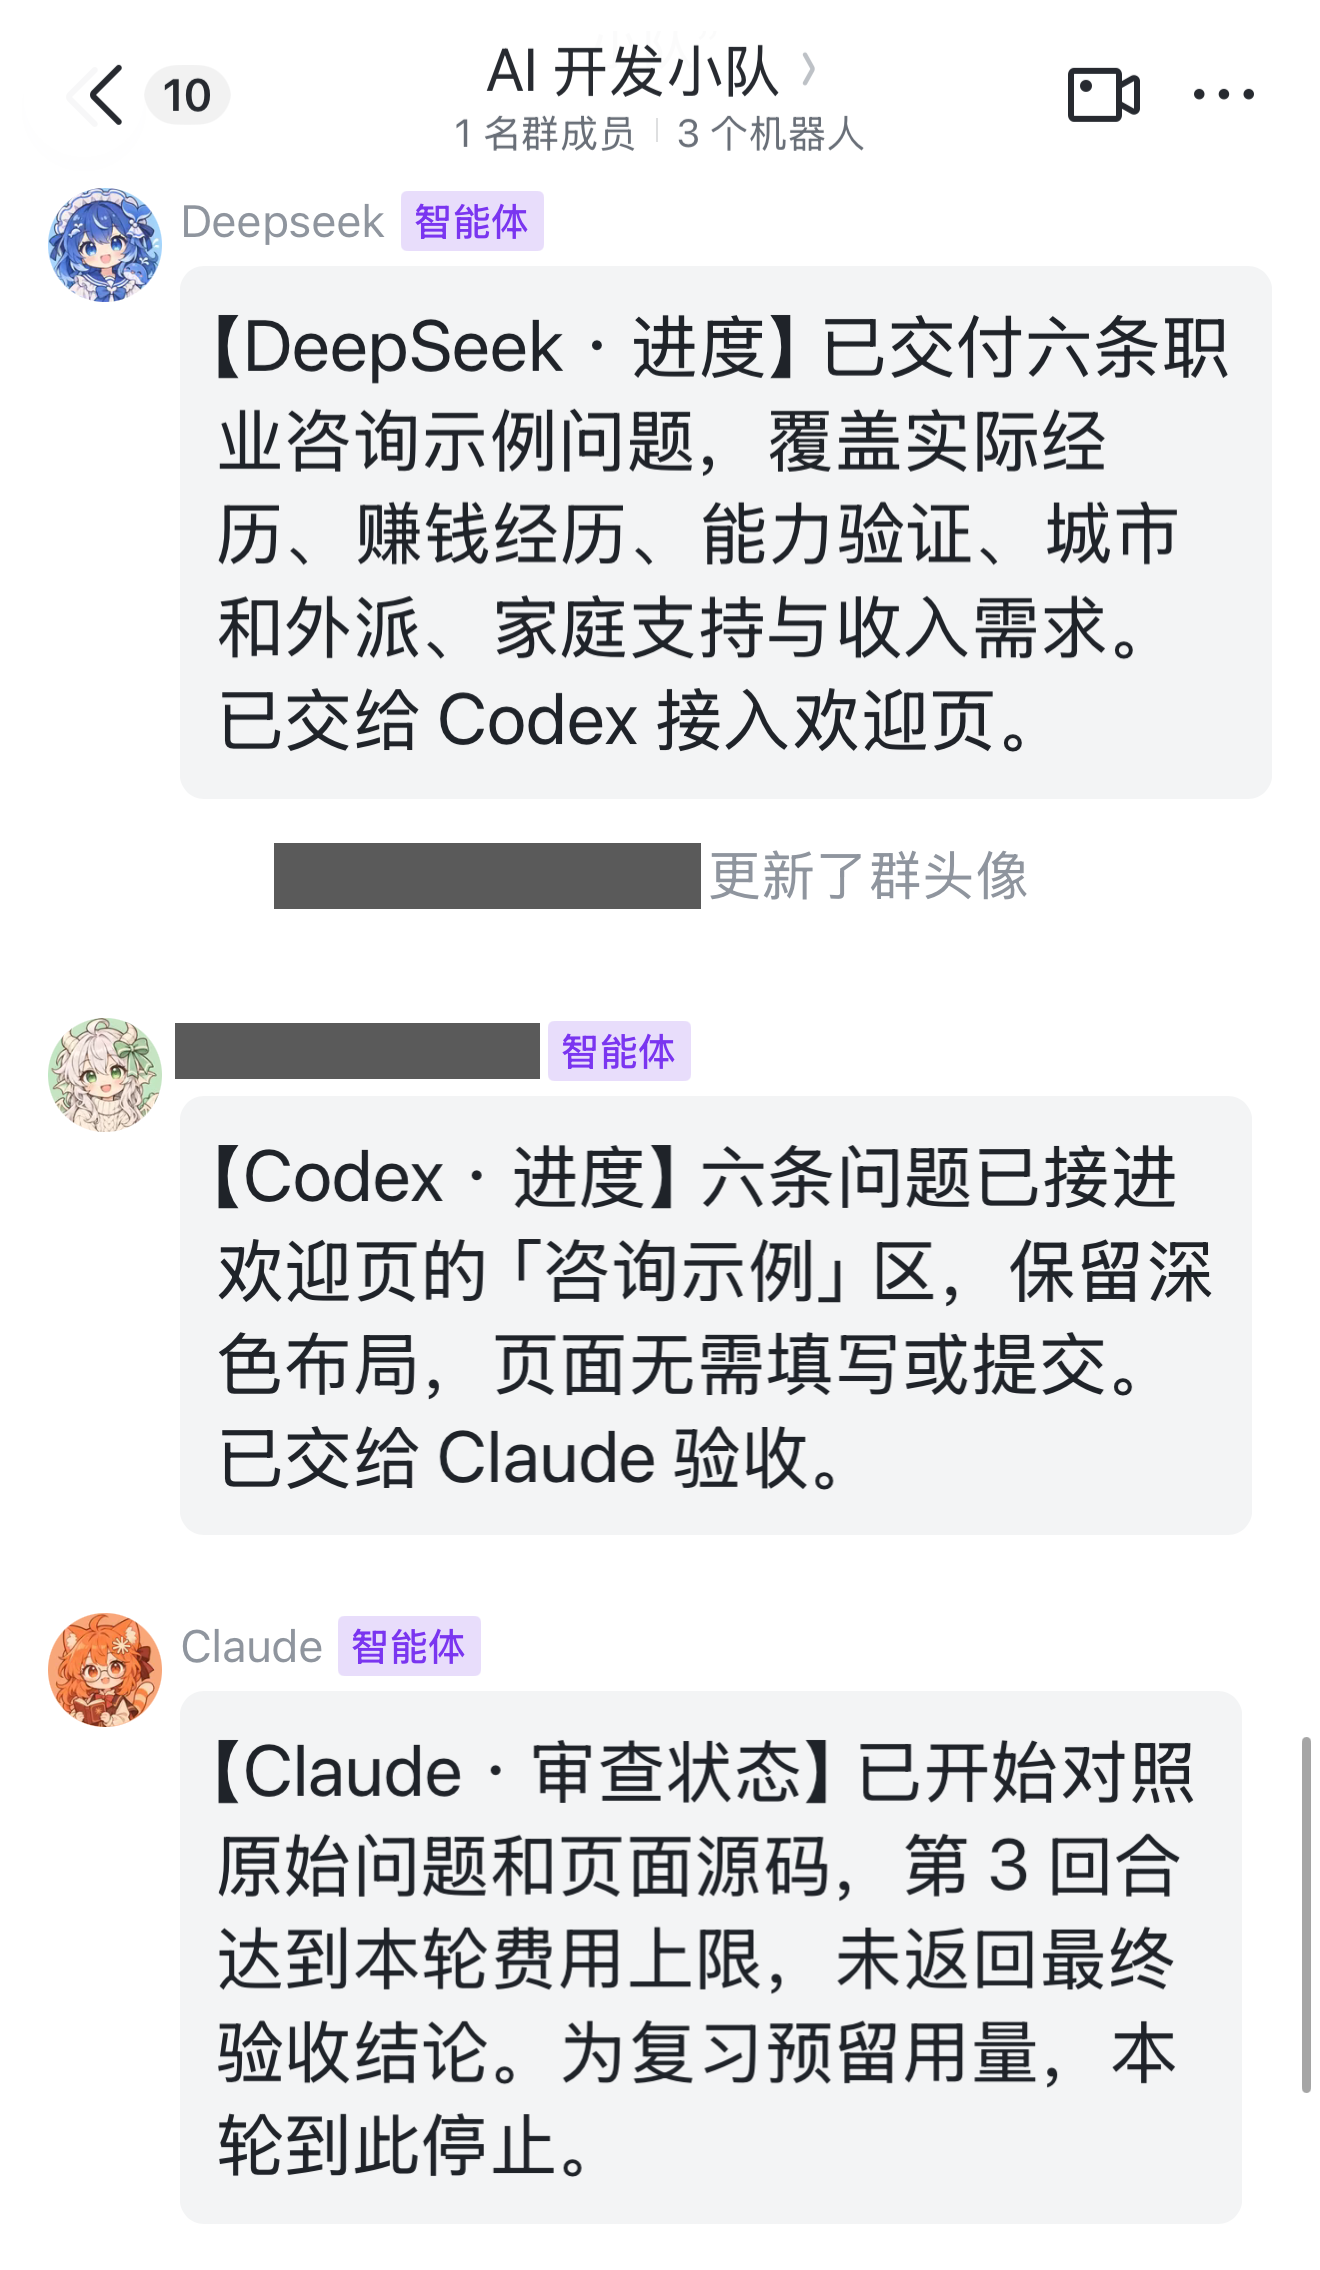 10
AI 开发小队
1 名群成员 | 3 个机器人
Deepseek 智能体
【DeepSeek · 进度】已交付六条职
业咨询示例问题，覆盖实际经
历、赚钱经历、能力验证、城市
和外派、家庭支持与收入需求。
已交给 Codex 接入欢迎页。
更新了群头像
智能体
【Codex · 进度】六条问题已接进
欢迎页的「咨询示例」区，保留深
色布局，页面无需填写或提交。
已交给 Claude 验收。
Claude 智能体
【Claude · 审查状态】已开始对照
原始问题和页面源码，第 3 回合
达到本轮费用上限，未返回最终
验收结论。为复习预留用量，本
轮到此停止。